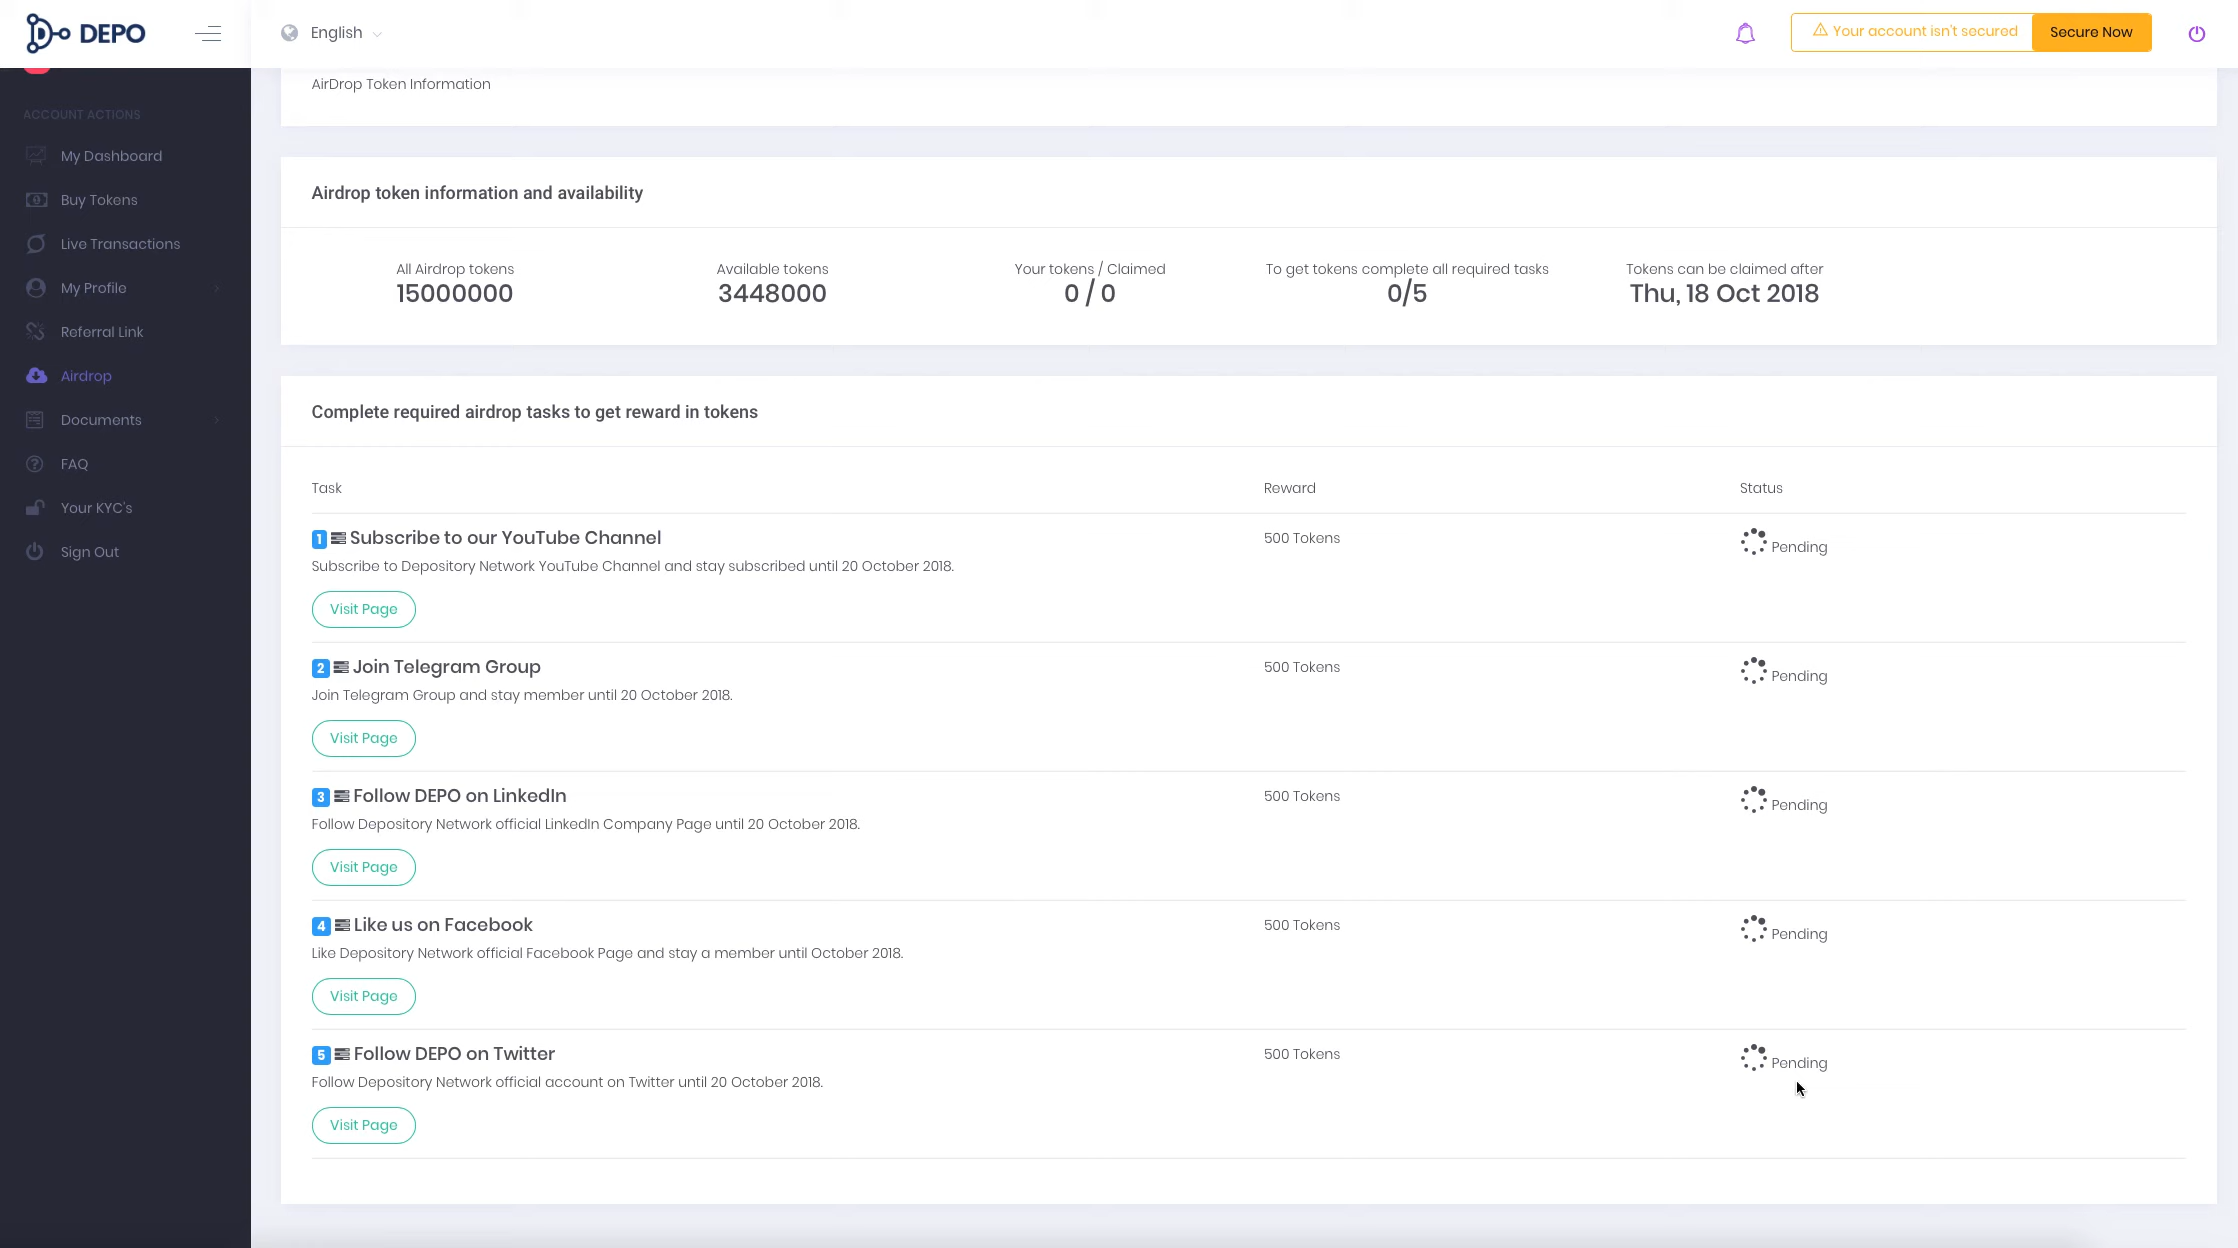 DEPO
English
Your account isn't secured
Secure Now
AirDrop Token Information
ACCOUNT ACTIONS
My Dashboard
Buy Tokens
Live Transactions
My Profile
Referral Link
Airdrop
Documents
FAQ
Your KYC's
Sign Out
Airdrop token information and availability
All Airdrop tokens
15000000
Available tokens
3448000
Your tokens / Claimed
0 / 0
To get tokens complete all required tasks
0/5
Tokens can be claimed after
Thu, 18 Oct 2018
Complete required airdrop tasks to get reward in tokens
Task Reward Status
1 Subscribe to our YouTube Channel 500 Tokens Pending
Subscribe to Depository Network YouTube Channel and stay subscribed until 20 October 2018.
Visit Page
2 Join Telegram Group 500 Tokens Pending
Join Telegram Group and stay member until 20 October 2018.
Visit Page
3 Follow DEPO on LinkedIn 500 Tokens Pending
Follow Depository Network official LinkedIn Company Page until 20 October 2018.
Visit Page
4 Like us on Facebook 500 Tokens Pending
Like Depository Network official Facebook Page and stay a member until October 2018.
Visit Page
5 Follow DEPO on Twitter 500 Tokens Pending
Follow Depository Network official account on Twitter until 20 October 2018.
Visit Page